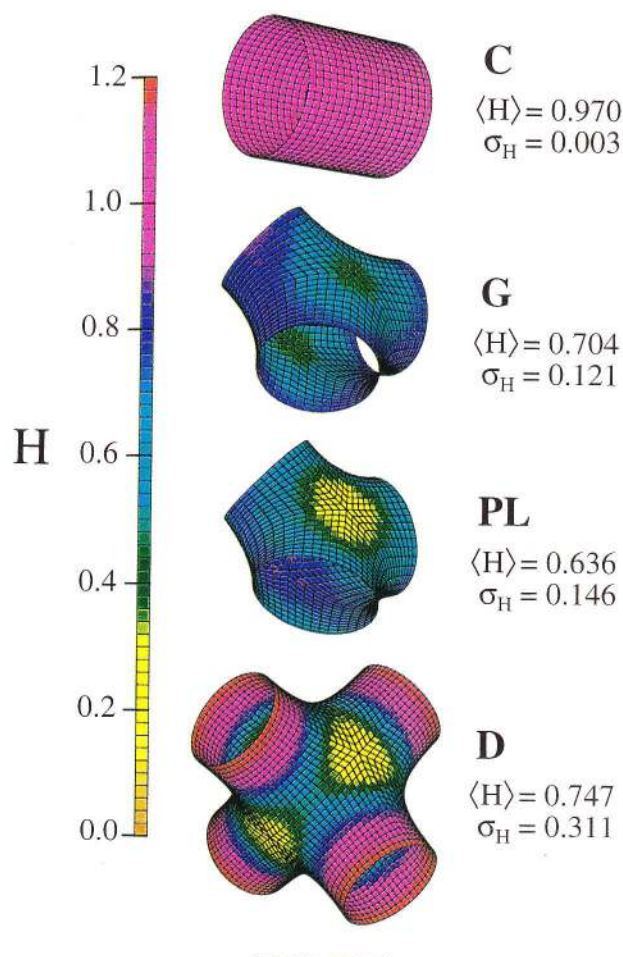 C
⟨H⟩ = 0.970
σH = 0.003
1.2
1.0
G
⟨H⟩ = 0.704
σH = 0.121
0.8
H
0.6
PL
⟨H⟩ = 0.636
σH = 0.146
0.4
0.2
D
⟨H⟩ = 0.747
σH = 0.311
0.0